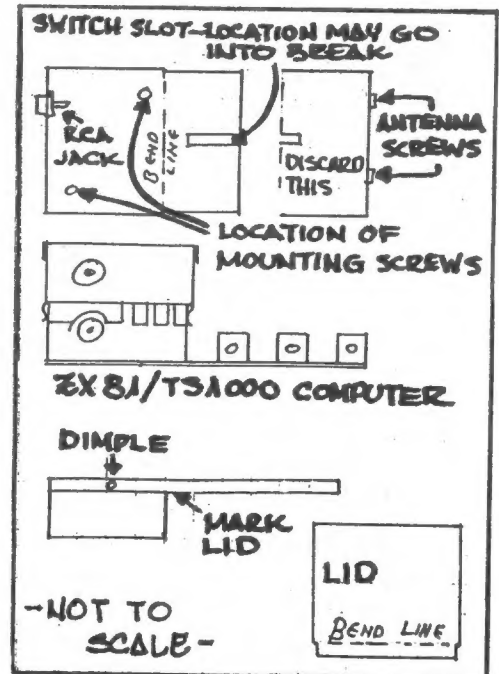 SWITCH SLOT-LOCATION MAY GO
INTO BREAK
RCA
JACK
BEND
LINE
DISCARD
THIS
ANTENNA
SCREWS
LOCATION OF
MOUNTING SCREWS
ZX81/TS1000 COMPUTER
DIMPLE
MARK
LID
LID
BEND LINE
-NOT TO
SCALE-